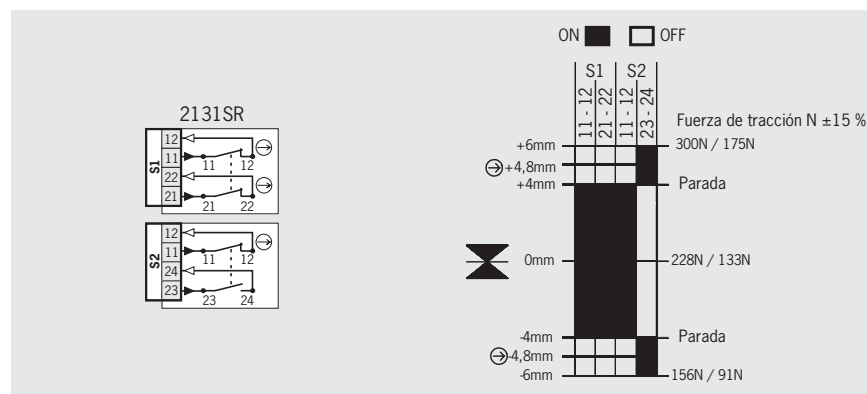 2131SR
S1
12
11
22
21
11 12
21 22
S2
12
11
24
23
11 12
23 24
ON OFF
S1 S2
11 - 12
21 - 22
11 - 12
23 - 24
Fuerza de tracción N ±15 %
+6mm 300N / 175N
+4,8mm
+4mm Parada
0mm 228N / 133N
-4mm Parada
-4,8mm
-6mm 156N / 91N